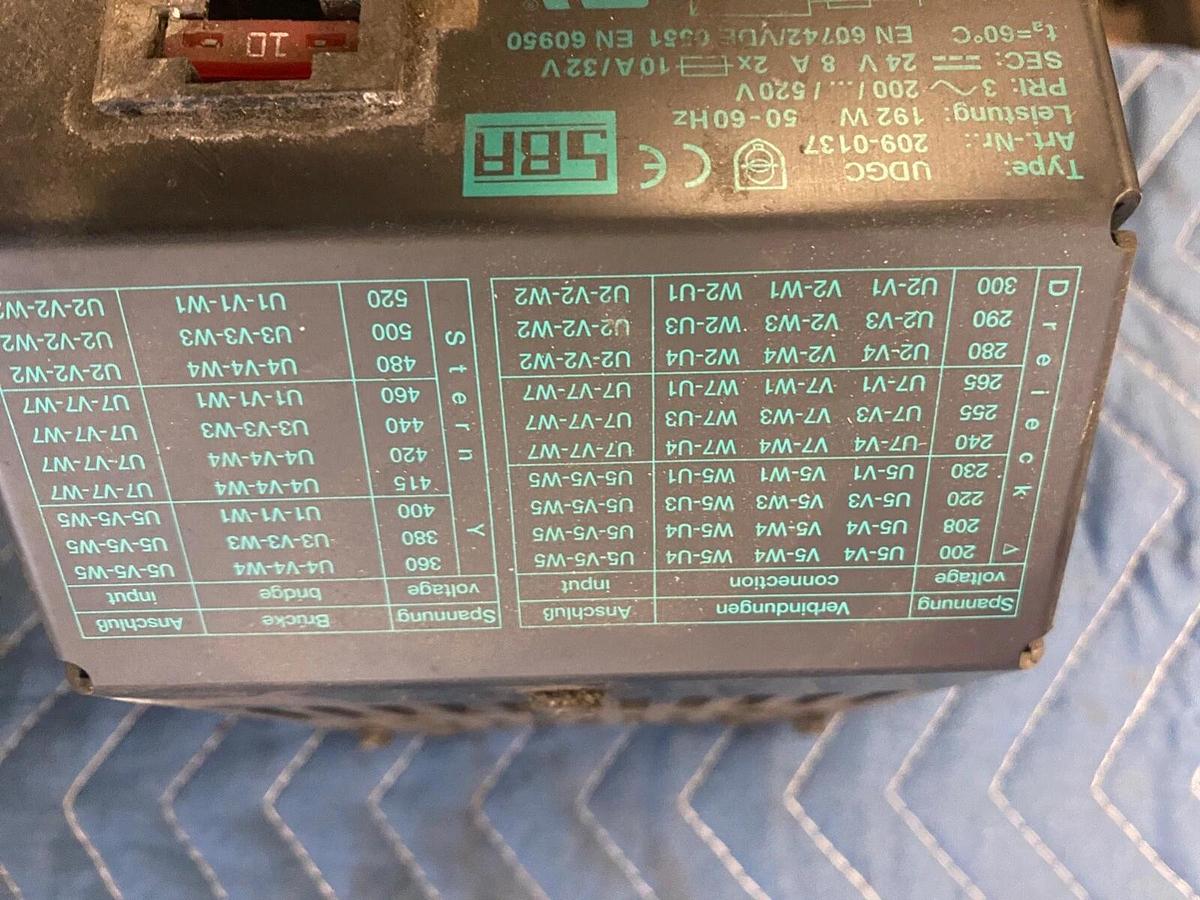 Spannung Verbindungen Anschluß
voltage connection input
Dreieck △
200 U5-V4 V5-W4 W5-U4 U5-V5-W5
208 U5-V4 V5-W4 W5-U4 U5-V5-W5
220 U5-V3 V5-W3 W5-U3 U5-V5-W5
230 U5-V1 V5-W1 W5-U1 U5-V5-W5
240 U7-V4 V7-W4 W7-U4 U7-V7-W7
255 U7-V3 V7-W3 W7-U3 U7-V7-W7
265 U7-V1 V7-W1 W7-U1 U7-V7-W7
280 U2-V4 V2-W4 W2-U4 U2-V2-W2
290 U2-V3 V2-W3 W2-U3 U2-V2-W2
300 U2-V1 V2-W1 W2-U1 U2-V2-W2
Spannung Brücke Anschluß
voltage bridge input
Stern Y
360 U4-V4-W4 U5-V5-W5
380 U3-V3-W3 U5-V5-W5
400 U1-V1-W1 U5-V5-W5
415 U4-V4-W4 U7-V7-W7
420 U4-V4-W4 U7-V7-W7
440 U3-V3-W3 U7-V7-W7
460 U1-V1-W1 U7-V7-W7
480 U4-V4-W4 U2-V2-W2
500 U3-V3-W3 U2-V2-W2
520 U1-V1-W1 U2-V2-W2
Type: UDGC
Art.-Nr.: 209-0137
CE SBA
Leistung: 192 W 50-60Hz
PRI: 3 ~ 200 / ... / 520V
SEC: 24 V 8 A 2x 10A/32V
ta=60°C EN 60742/VDE 0551 EN 60950
10